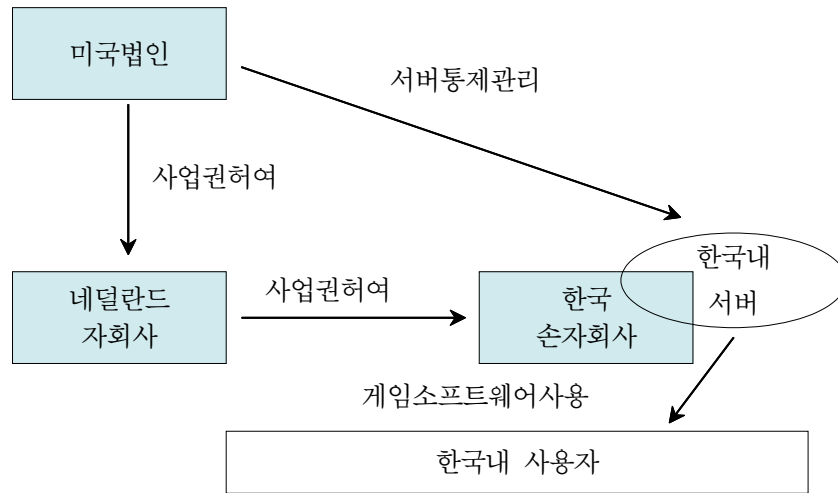 미국법인
서버통제관리
사업권허여
한국내
서버
네덜란드
자회사
사업권허여
한국
손자회사
게임소프트웨어사용
한국내 사용자